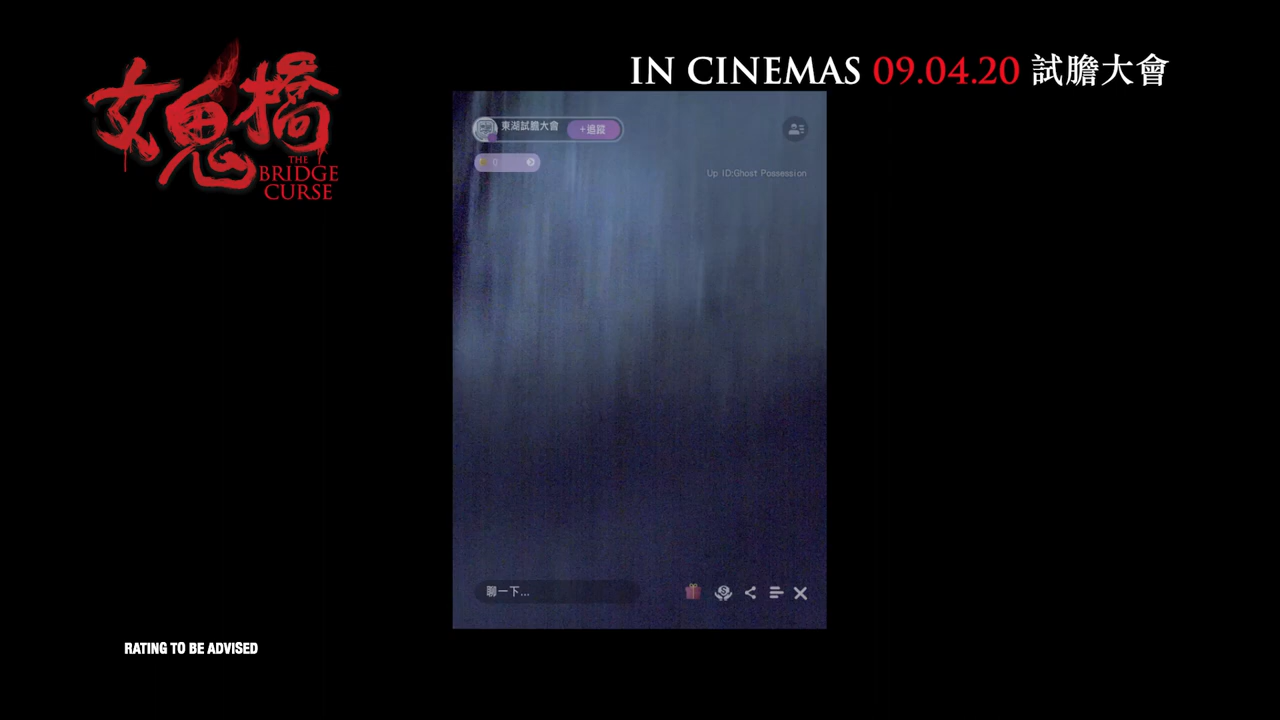 女鬼橋
THE
BRIDGE
CURSE
IN CINEMAS 09.04.20 試膽大會
東湖試膽大會
+追蹤
0
Up ID:Ghost Possession
聊一下...
RATING TO BE ADVISED